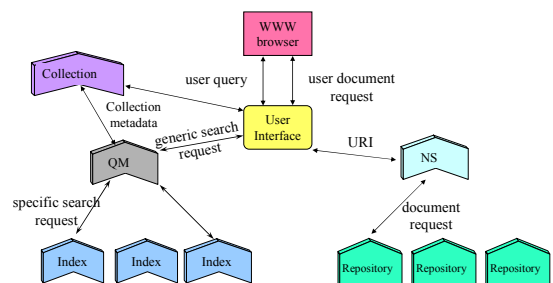 WWW
browser
Collection
user query
user document
request
Collection
metadata
User
Interface
generic search
request
URI
QM
NS
specific search
request
document
request
Index
Index
Index
Repository
Repository
Repository